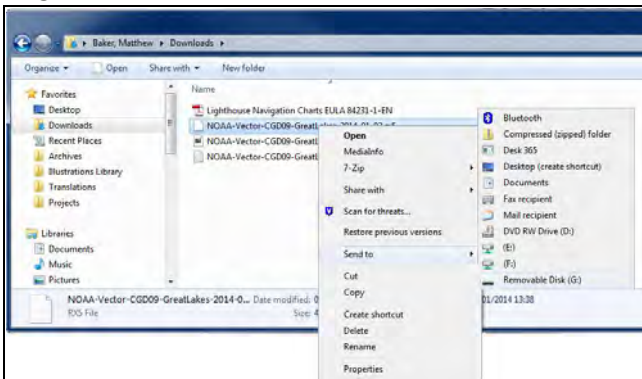 Baker, Matthew ▸ Downloads ▸
Organize Open Share with New folder
Favorites
Desktop
Downloads
Recent Places
Archives
Illustrations Library
Translations
Projects
Libraries
Documents
Music
Pictures
Name
Lighthouse Navigation Charts EULA 84231-1-EN
NOAA-Vector-CGD09-GreatLakes-2014-01-02
NOAA-Vector-CGD09-GreatL
NOAA-Vector-CGD09-GreatL
Open
MediaInfo
7-Zip
Share with
Scan for threats...
Restore previous versions
Send to
Cut
Copy
Create shortcut
Delete
Rename
Properties
Bluetooth
Compressed (zipped) folder
Desk 365
Desktop (create shortcut)
Documents
Fax recipient
Mail recipient
DVD RW Drive (D:)
(E:)
(F:)
Removable Disk (G:)
NOAA-Vector-CGD09-GreatLakes-2014-0... Date modified: 0
01/2014 13:38
RXS File Size: 4